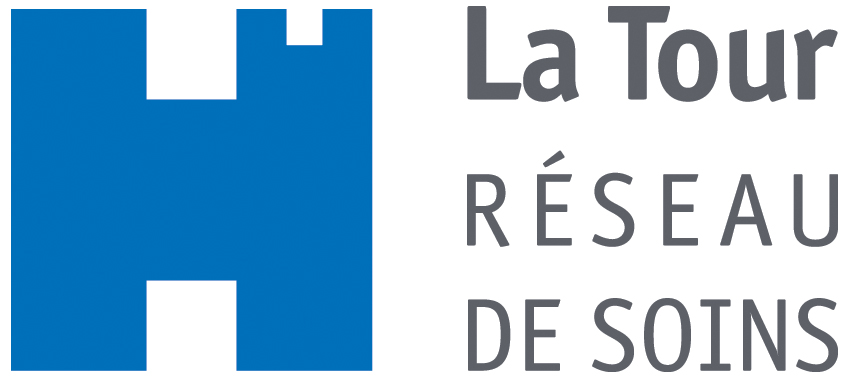 La Tour
RÉSEAU
DE SOINS